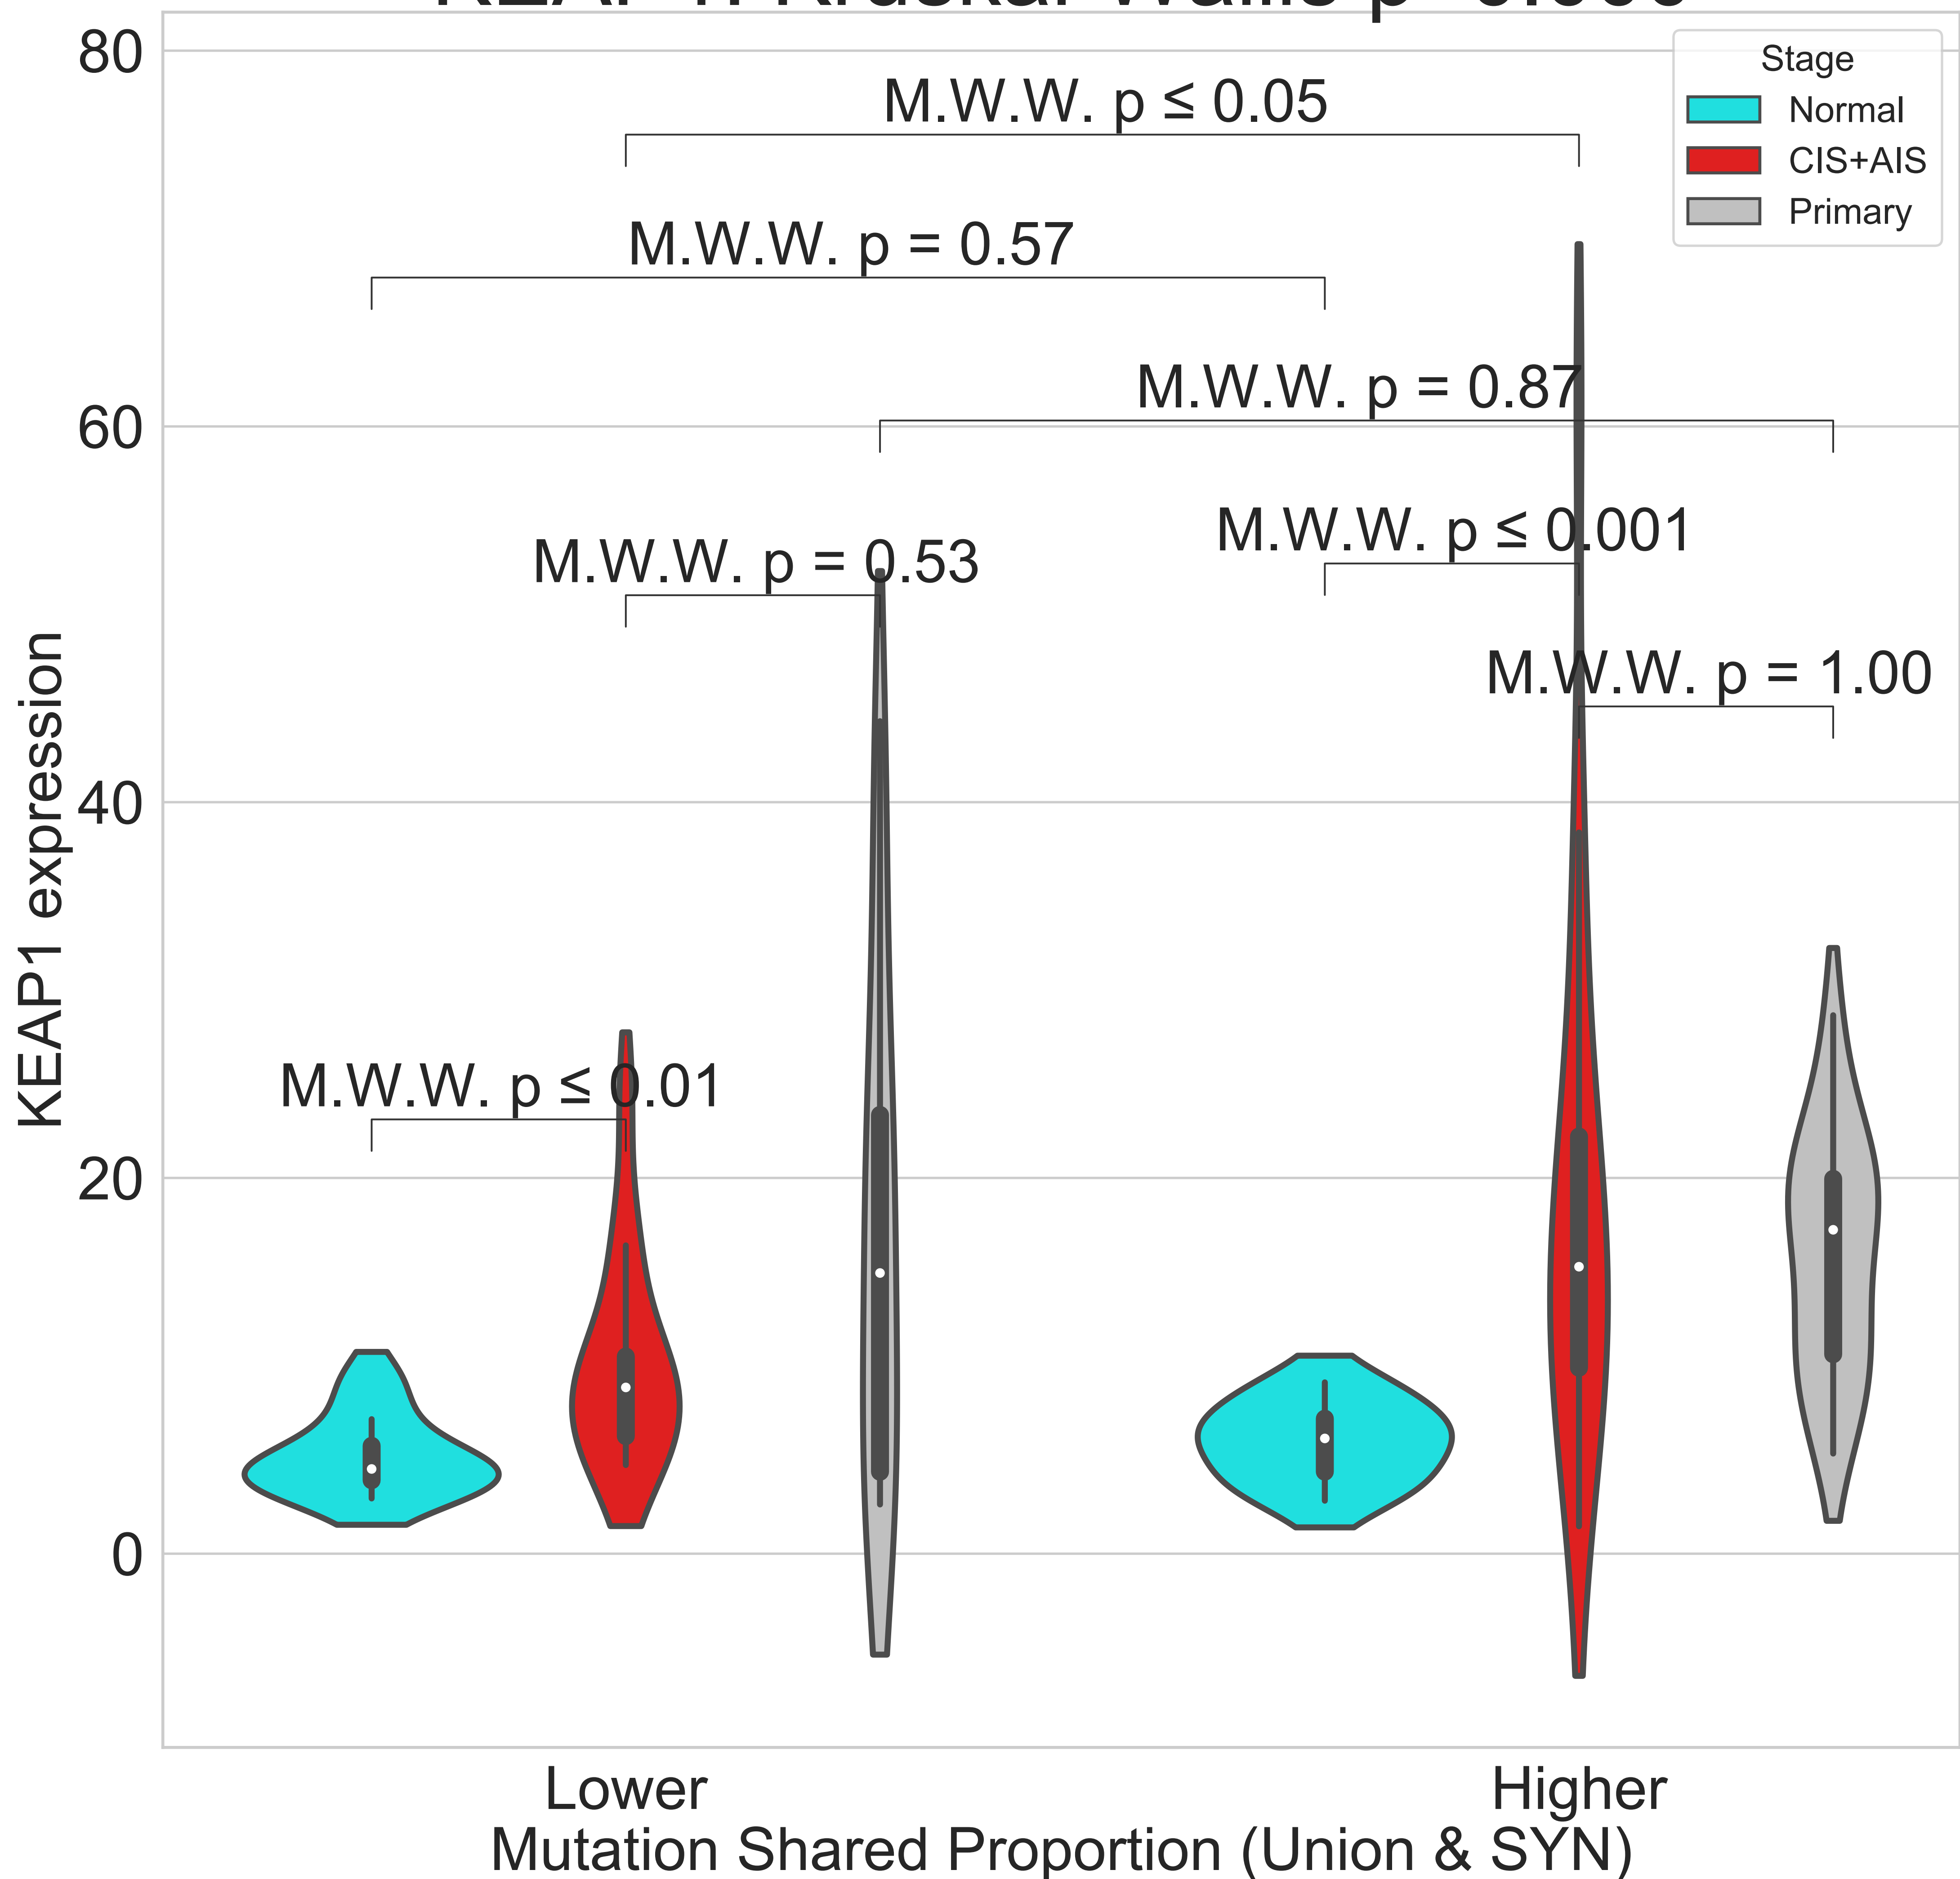 80
60
40
20
0
KEAP1 expression
Stage
Normal
CIS+AIS
Primary
M.W.W. p ≤ 0.05
M.W.W. p = 0.57
M.W.W. p = 0.87
M.W.W. p ≤ 0.001
M.W.W. p = 0.53
M.W.W. p = 1.00
M.W.W. p ≤ 0.01
Lower
Higher
Mutation Shared Proportion (Union & SYN)